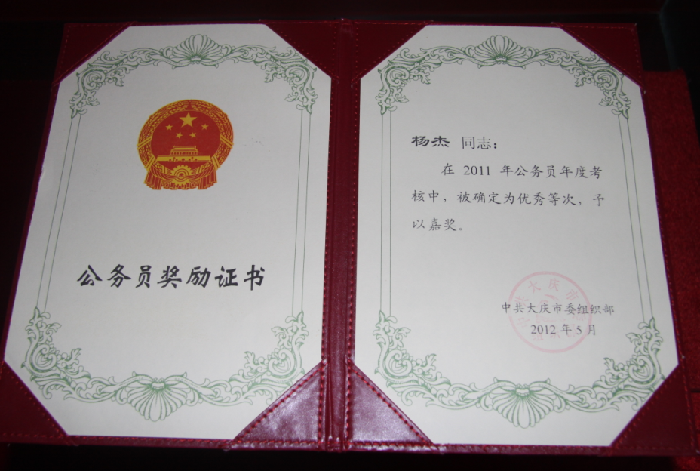 公务员奖励证书
杨杰 同志：
在 2011 年公务员年度考
核中，被确定为优秀等次，予
以嘉奖。
中共大庆市委组织部
2012 年 5 月